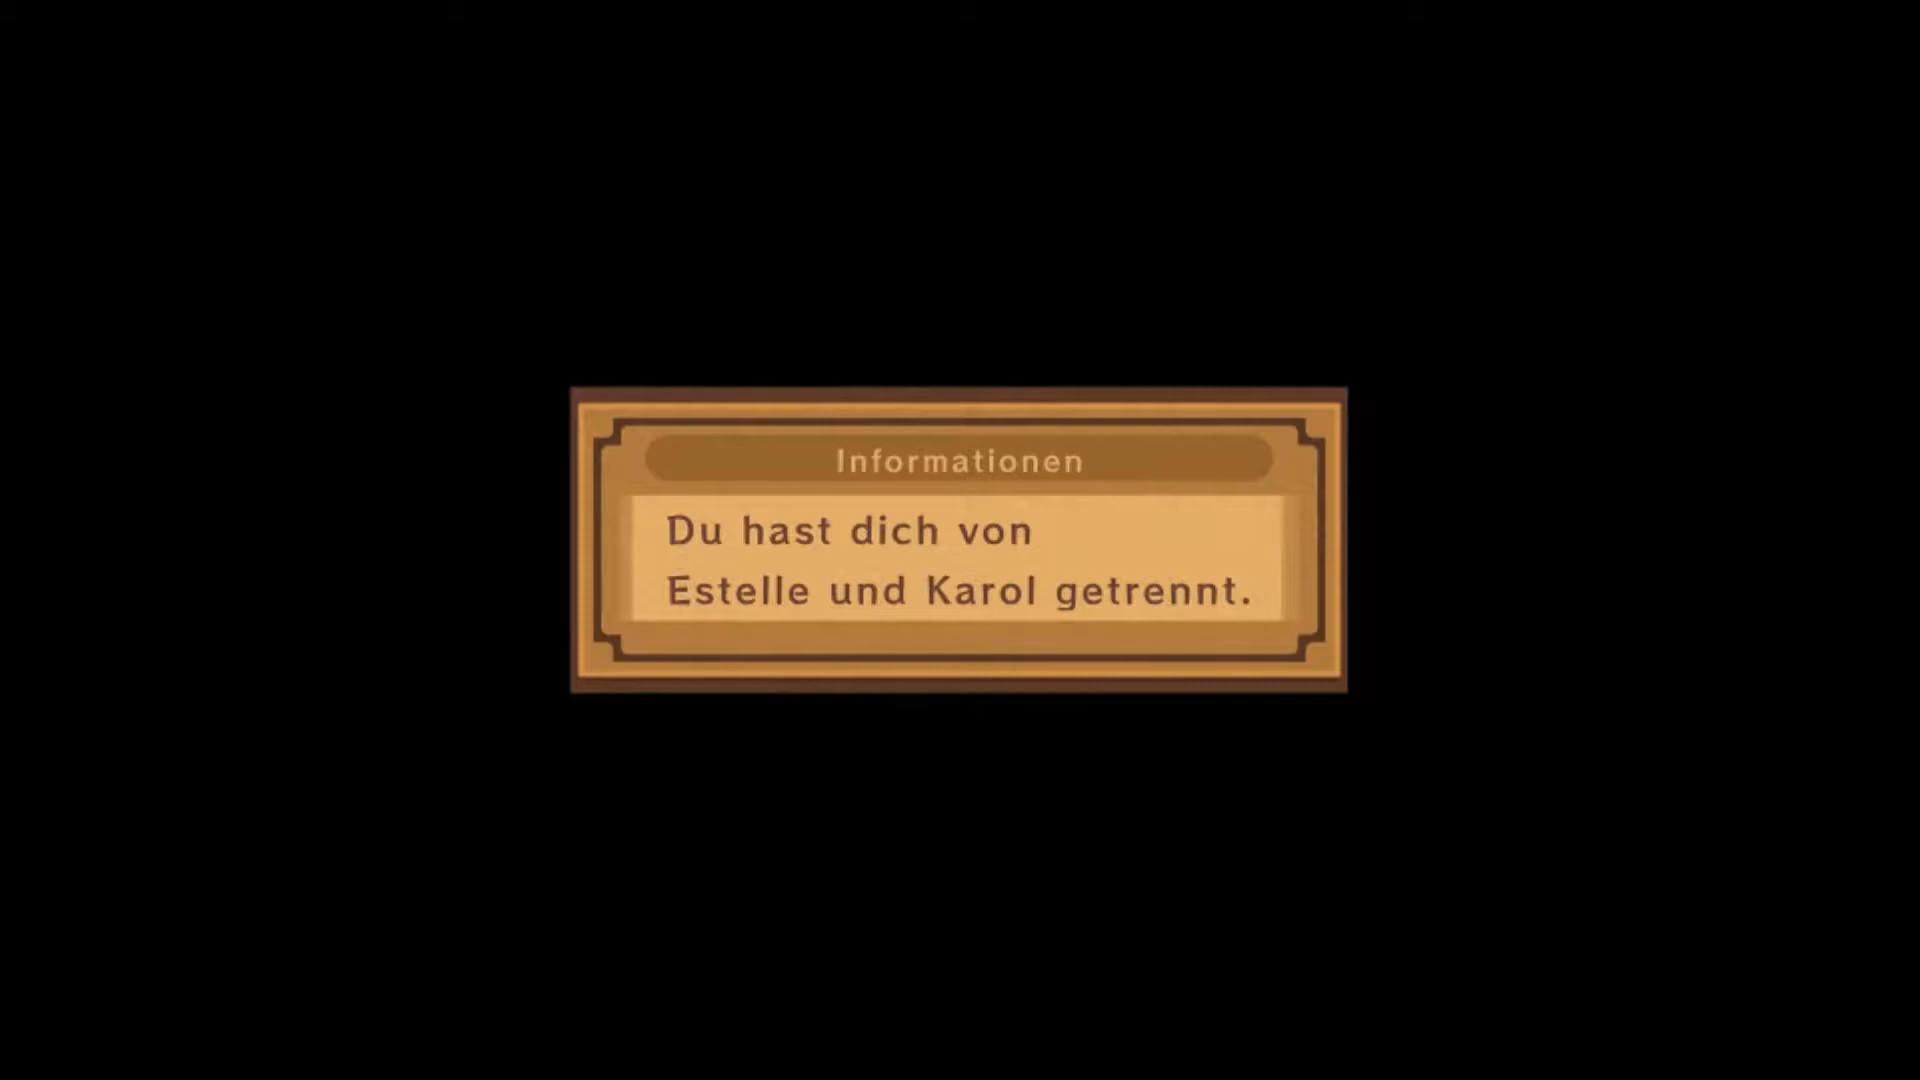 Informationen
Du hast dich von
Estelle und Karol getrennt.